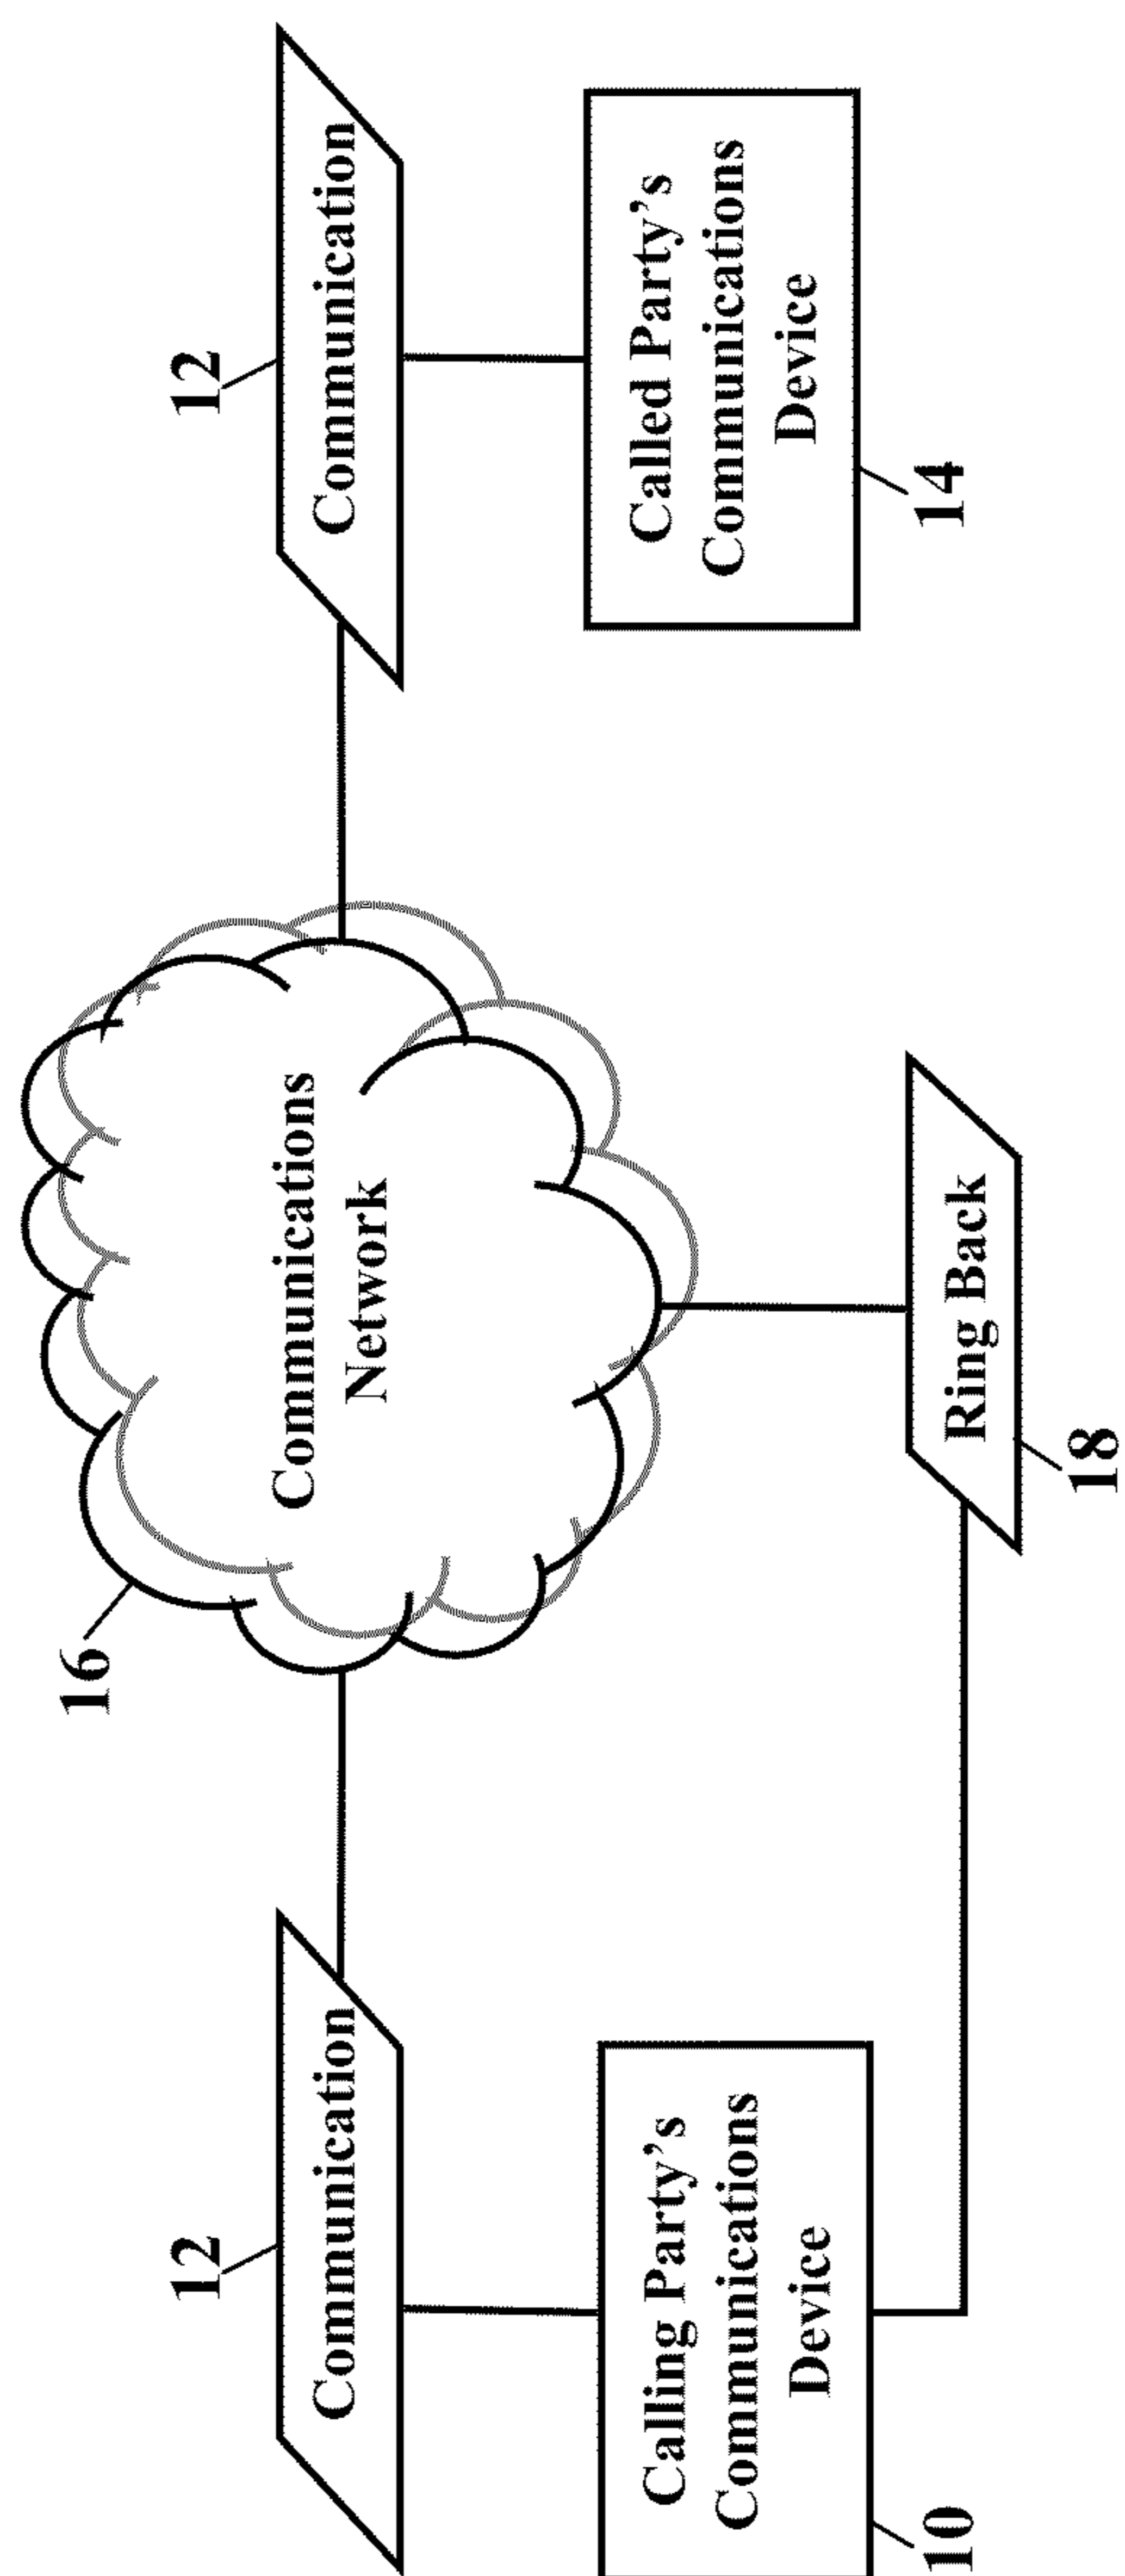 12
Communication
16
Communications
Network
12
Communication
Calling Party's
Communications
Device
10
Ring Back
18
Called Party's
Communications
Device
14